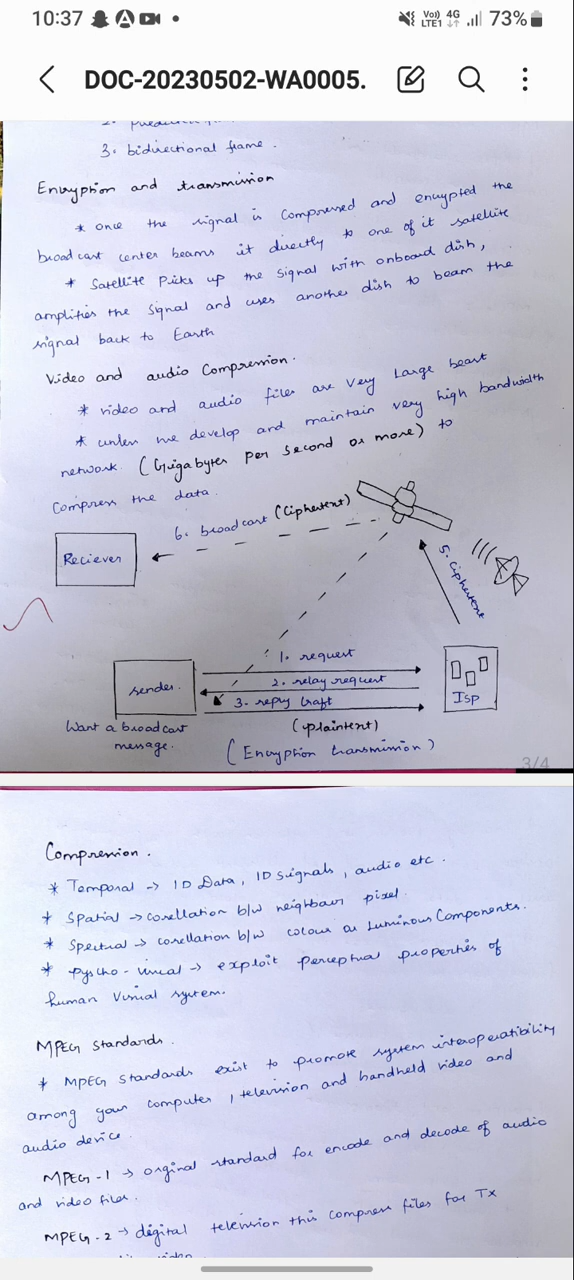 10:37
Vo)) 4G
LTE1
73%
DOC-20230502-WA0005.
3. bidirectional frame.
Encryption and transmission
* once the signal is compressed and encrypted the
broadcast center beams it directly to one of it satellite
* Satellite Picks up the signal with onboard dish,
amplifies the signal and uses another dish to beam the
signal back to Earth
Video and audio Compression.
* video and audio files are very Large beast
* unless we develop and maintain very high bandwidth
network (Gigabytes per second or more) to
compress the data.
6. broadcast (Ciphertext)
Reciever
5. ciphertext
1. request
2. relay request
sender.
3. reply
Isp
Want a broadcast
message.
(plaintext)
(Encryption transmission)
3/4
Compression.
* Temporal -> 1D Data, 1D signals, audio etc.
* Spatial -> corellation b/w neighbour pixel.
* Spectual -> corellation b/w colour or Luminous Components.
* Pyscho-visual -> exploit perceptual properties of
human visual system.
MPEG standards.
* MPEG standards exist to promote system interoperatibility
among your computer, television and handheld video and
audio device.
MPEG-1 -> orginal standard for encode and decode of audio
and video files.
MPEG-2 -> digital television this compress files for Tx